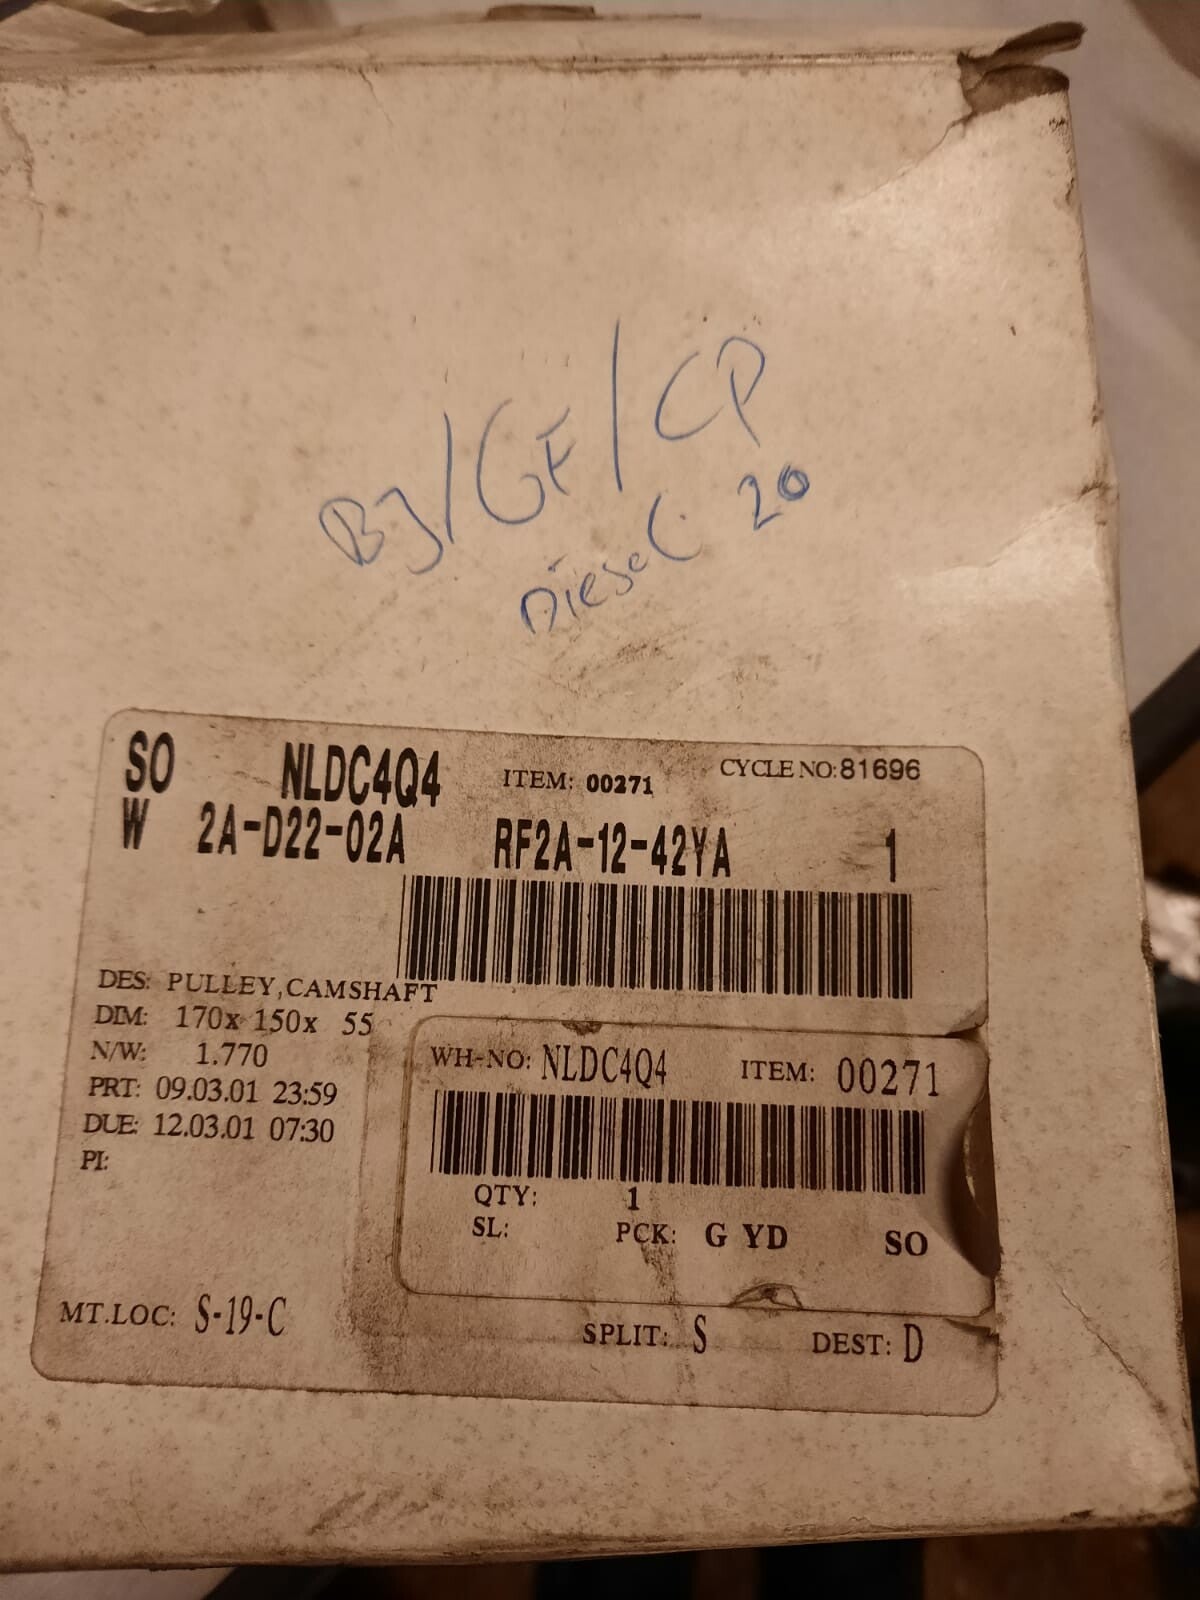 BJ/GF/CP
Diesel 20
SO NLDC4Q4 ITEM: 00271 CYCLE NO:81696
W 2A-D22-02A RF2A-12-42YA 1
DES: PULLEY,CAMSHAFT
DIM: 170x 150x 55
N/W: 1.770
PRT: 09.03.01 23:59
DUE: 12.03.01 07:30
PI:
WH-NO: NLDC4Q4 ITEM: 00271
QTY: 1
SL: PCK: G YD SO
MT.LOC: S-19-C SPLIT: S DEST: D